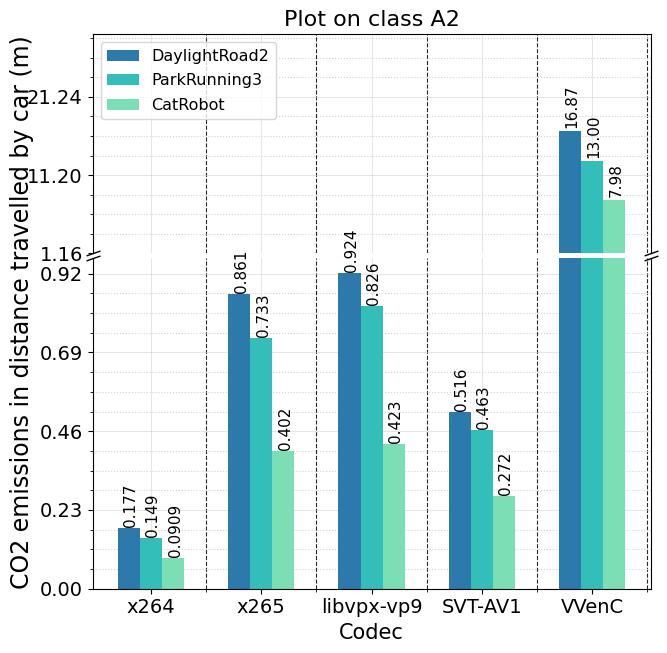 Plot on class A2
CO2 emissions in distance travelled by car (m)
DaylightRoad2
ParkRunning3
CatRobot
21.24
11.20
1.16
0.92
0.69
0.46
0.23
0.00
0.177
0.149
0.0909
0.861
0.733
0.402
0.924
0.826
0.423
0.516
0.463
0.272
16.87
13.00
7.98
x264
x265
libvpx-vp9
SVT-AV1
VVenC
Codec